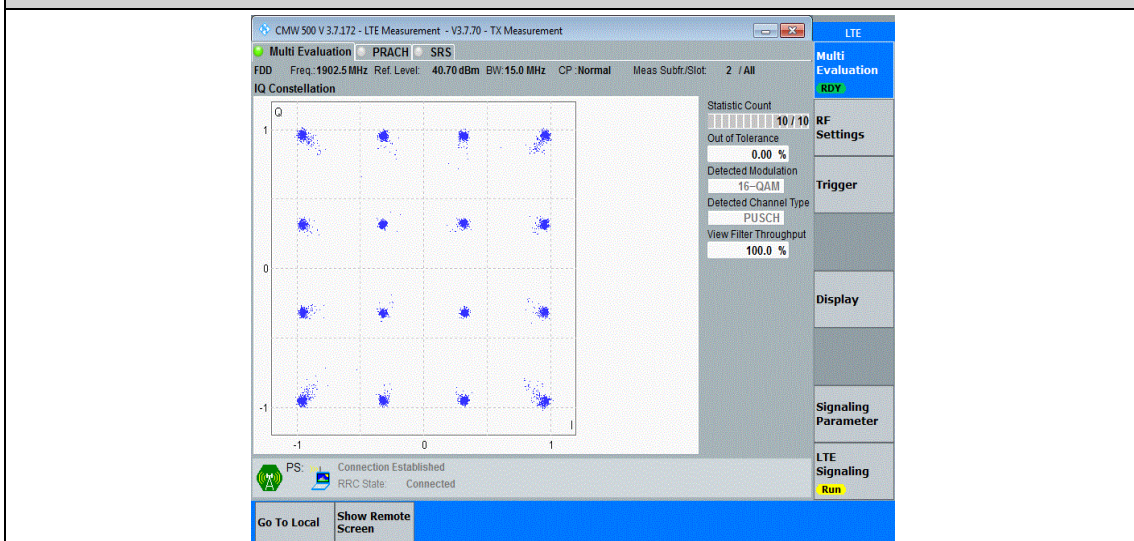 CMW 500 V 3.7.172 - LTE Measurement - V3.7.70 - TX Measurement
LTE
Multi Evaluation PRACH SRS
Multi
Evaluation
RDY
FDD Freq.:1902.5 MHz Ref. Level: 40.70 dBm BW:15.0 MHz CP :Normal Meas Subfr./Slot: 2 / All
IQ Constellation
Q
1
0
-1
I
-1 0 1
Statistic Count
10 / 10
Out of Tolerance
0.00 %
Detected Modulation
16-QAM
Detected Channel Type
PUSCH
View Filter Throughput
100.0 %
RF
Settings
Trigger
Display
Signaling
Parameter
LTE
Signaling
Run
PS: Connection Established
RRC State: Connected
Go To Local
Show Remote
Screen